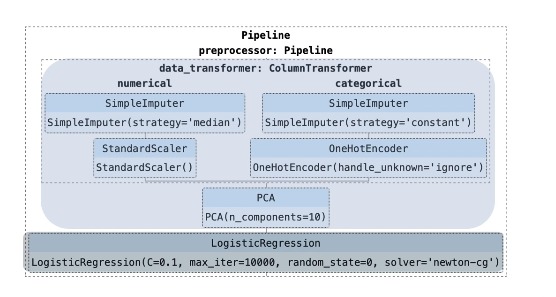 Pipeline
preprocessor: Pipeline
data_transformer: ColumnTransformer
numerical categorical
SimpleImputer SimpleImputer
SimpleImputer(strategy='median') SimpleImputer(strategy='constant')
StandardScaler OneHotEncoder
StandardScaler() OneHotEncoder(handle_unknown='ignore')
PCA
PCA(n_components=10)
LogisticRegression
LogisticRegression(C=0.1, max_iter=10000, random_state=0, solver='newton-cg')